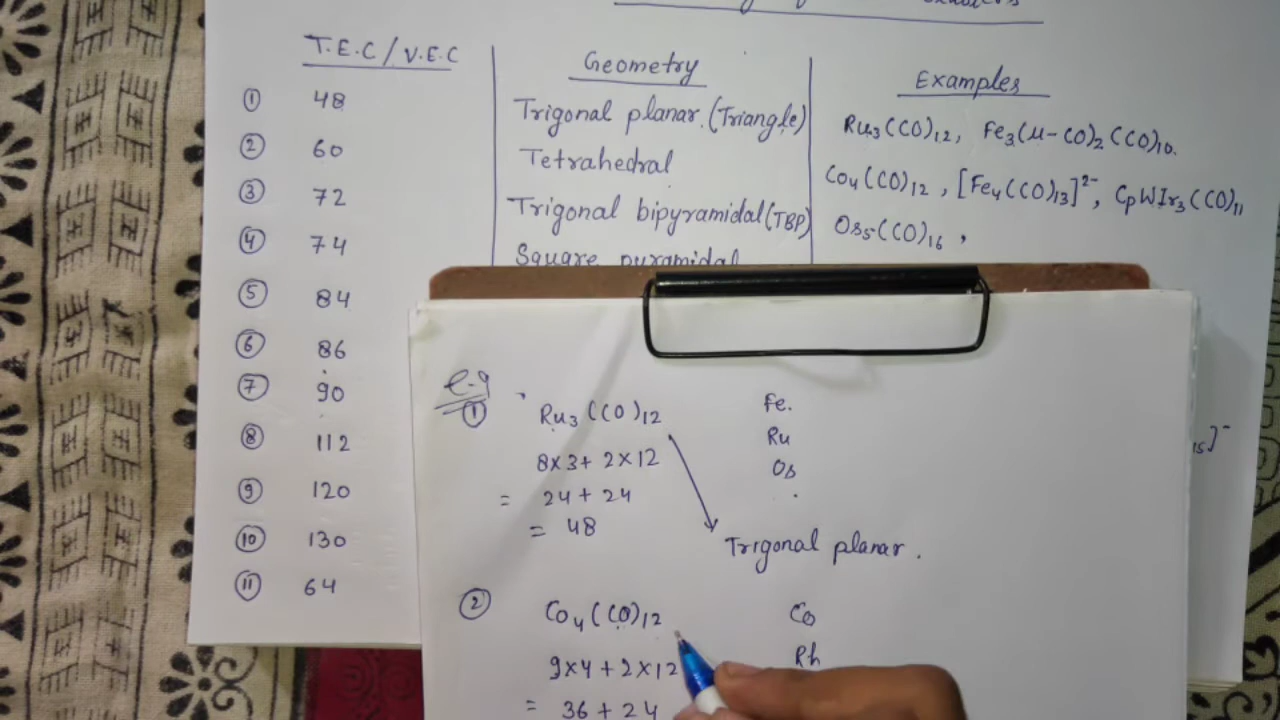 T.E.C / V.E.C Geometry Examples
① 48 Trigonal planar. (Triangle) Ru3(CO)12, Fe3(μ-CO)2(CO)10.
② 60 Tetrahedral Co4(CO)12, [Fe4(CO)13]2-, CpWIr3(CO)11
③ 72 Trigonal bipyramidal (TBP) Os5(CO)16,
④ 74 Square pyramidal
⑤ 84
⑥ 86
⑦ 90
⑧ 112
⑨ 120
⑩ 130
⑪ 64
15]-
e.g
① Ru3(CO)12 Fe.
8×3+ 2×12 Ru
= 24 + 24 Os
= 48
Trigonal planar.
② Co4(CO)12 Co
9×4 + 2×12 Rh
= 36 + 24